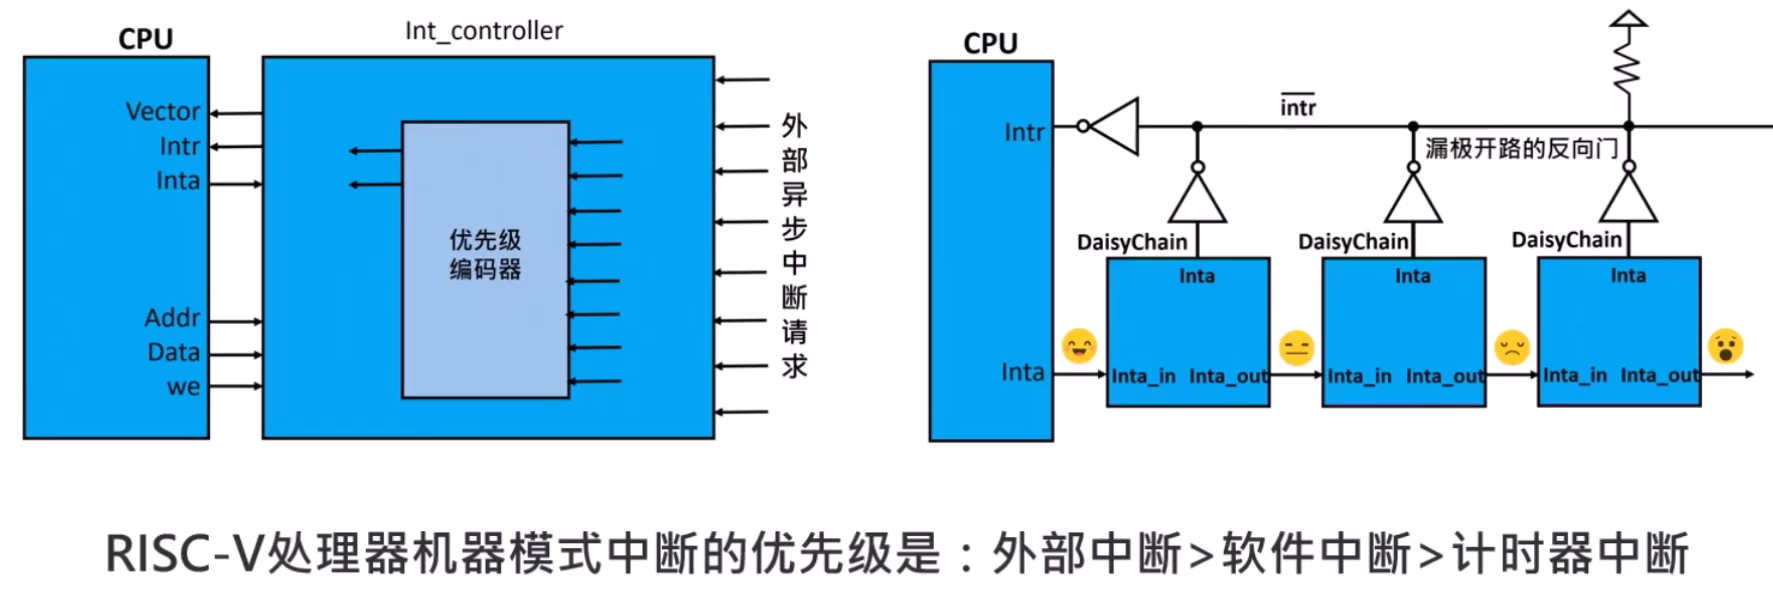 CPU
Int_controller
Vector
Intr
Inta
Addr
Data
we
优先级
编码器
外部异步中断请求
CPU
Intr
Inta
intr
漏极开路的反向门
DaisyChain
DaisyChain
DaisyChain
Inta
Inta
Inta
Inta_in Inta_out
Inta_in Inta_out
Inta_in Inta_out
RISC-V处理器机器模式中断的优先级是：外部中断>软件中断>计时器中断